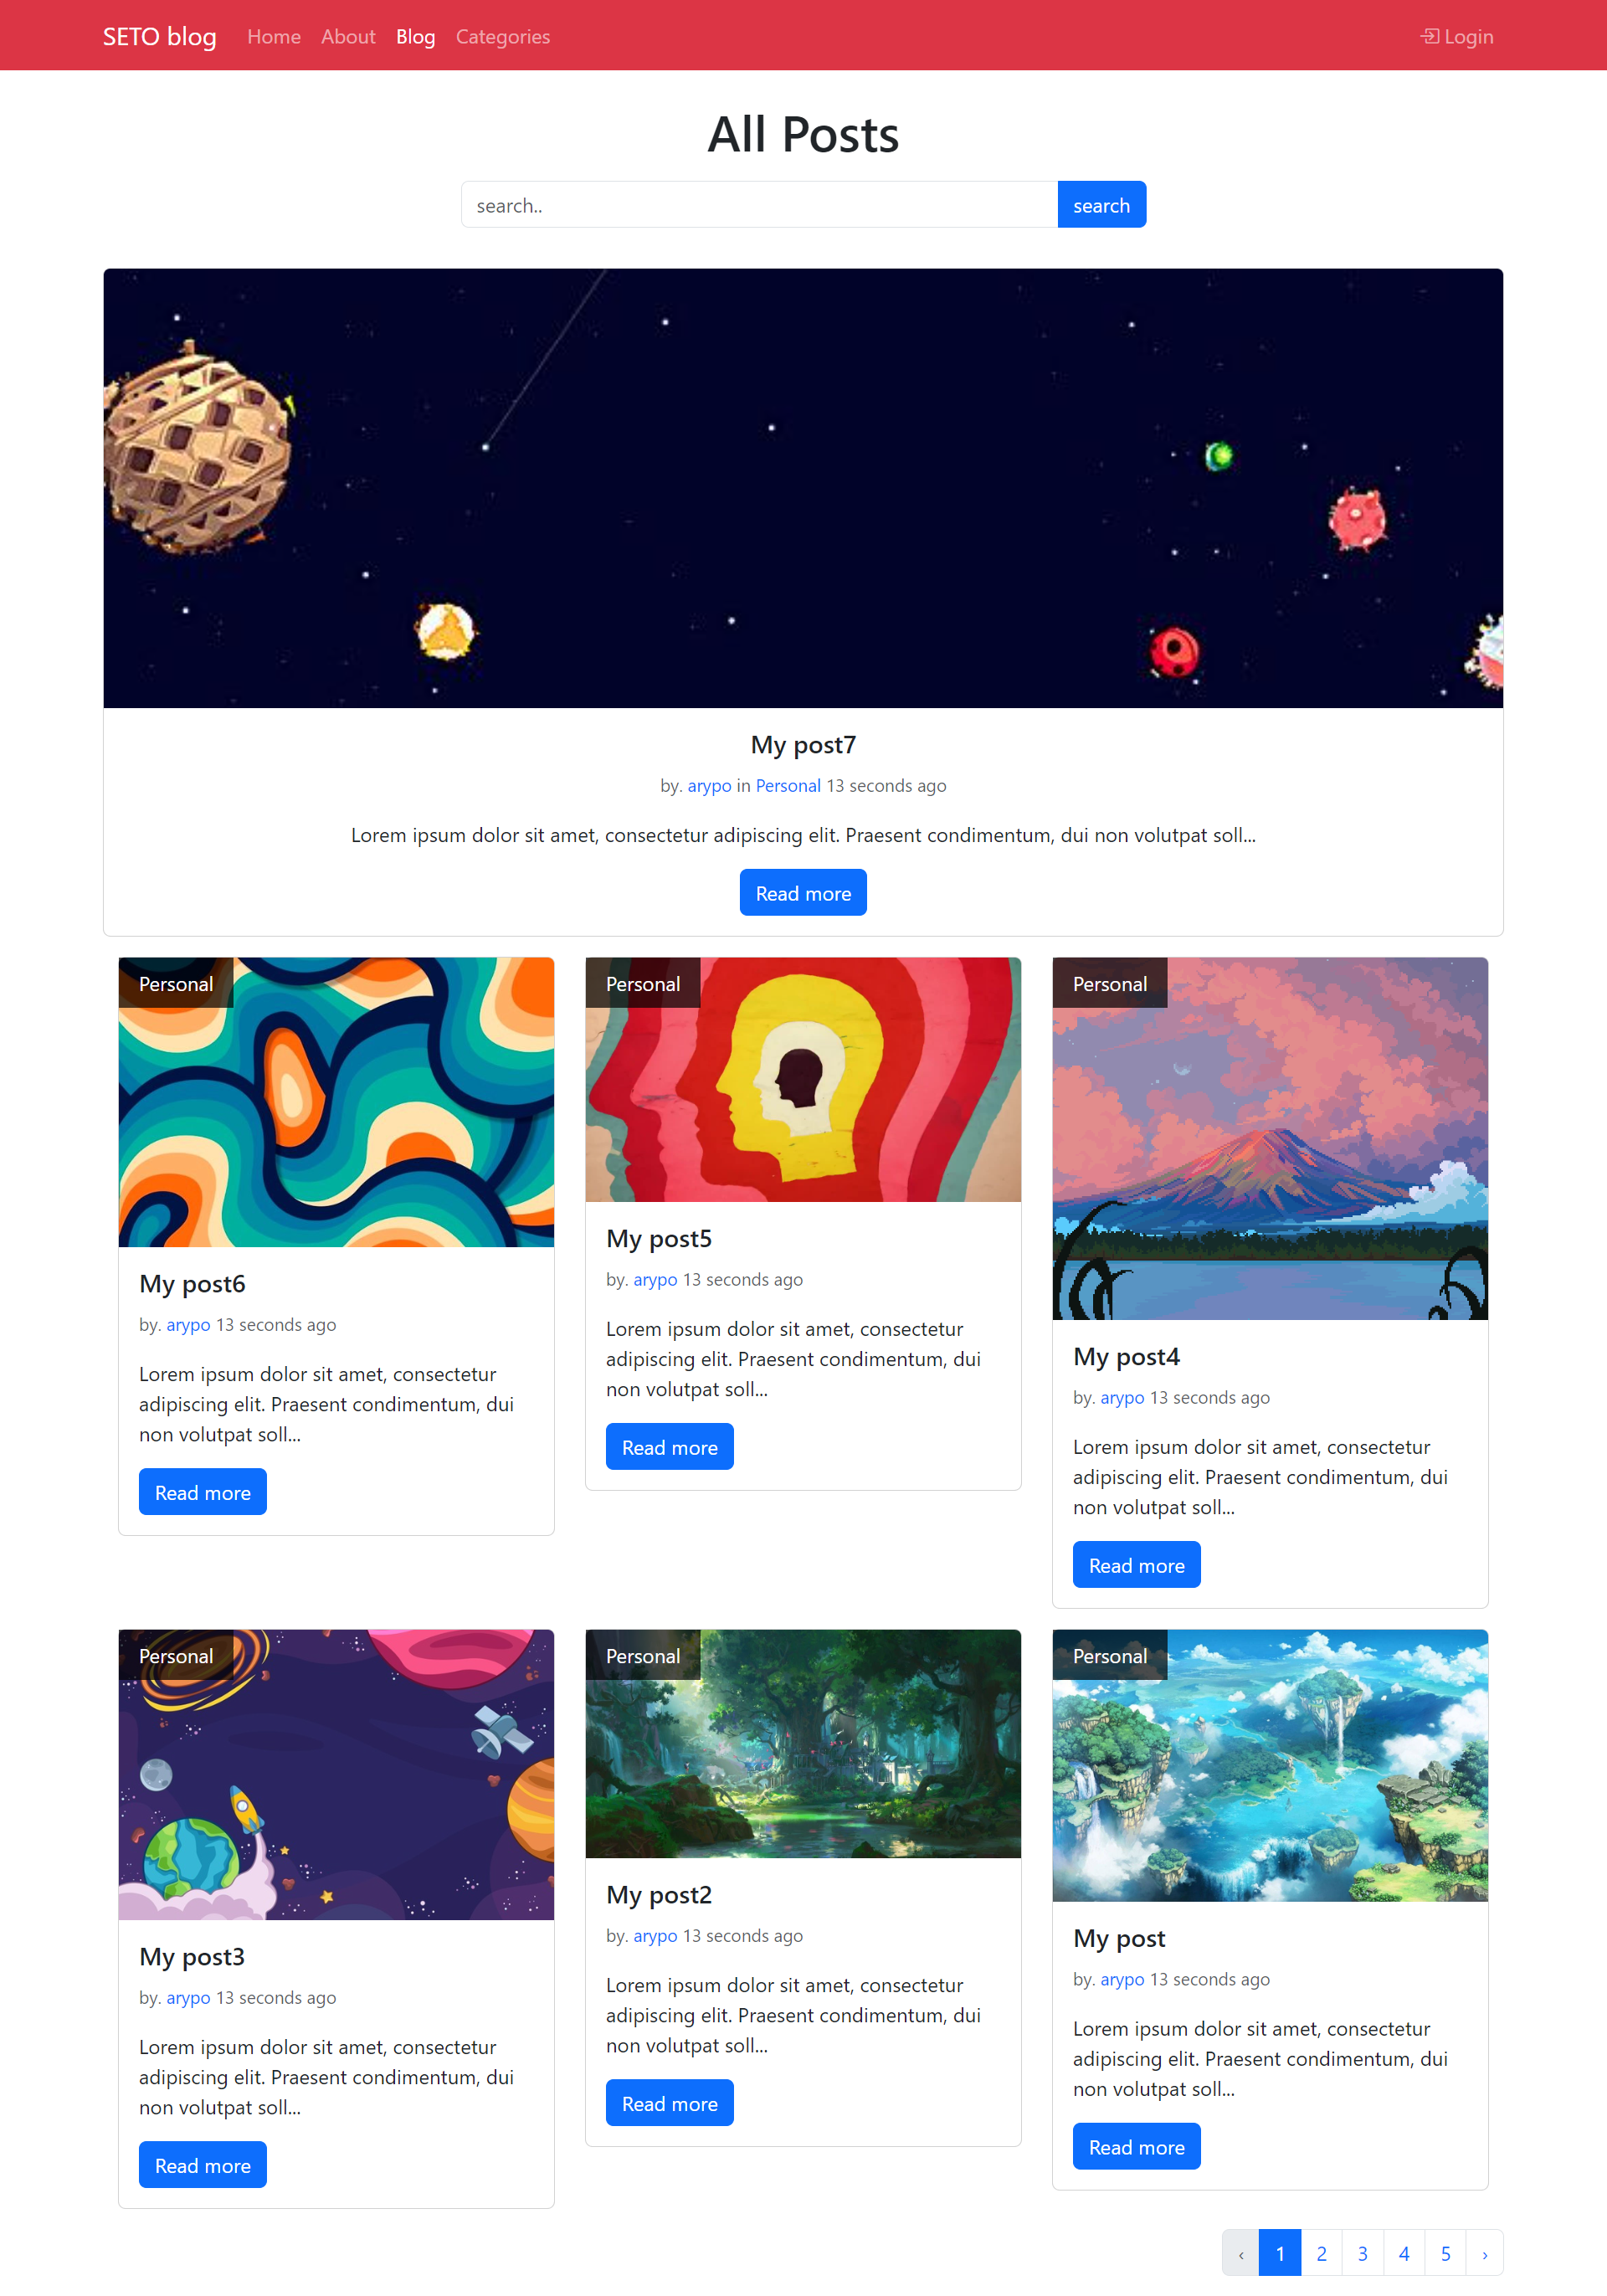 SETO blog Home About Blog Categories Login
All Posts
search.. search
My post7
by. arypo in Personal 13 seconds ago
Lorem ipsum dolor sit amet, consectetur adipiscing elit. Praesent condimentum, dui non volutpat soll...
Read more
Personal
My post6
by. arypo 13 seconds ago
Lorem ipsum dolor sit amet, consectetur
adipiscing elit. Praesent condimentum, dui
non volutpat soll...
Read more
Personal
My post5
by. arypo 13 seconds ago
Lorem ipsum dolor sit amet, consectetur
adipiscing elit. Praesent condimentum, dui
non volutpat soll...
Read more
Personal
My post4
by. arypo 13 seconds ago
Lorem ipsum dolor sit amet, consectetur
adipiscing elit. Praesent condimentum, dui
non volutpat soll...
Read more
Personal
My post3
by. arypo 13 seconds ago
Lorem ipsum dolor sit amet, consectetur
adipiscing elit. Praesent condimentum, dui
non volutpat soll...
Read more
Personal
My post2
by. arypo 13 seconds ago
Lorem ipsum dolor sit amet, consectetur
adipiscing elit. Praesent condimentum, dui
non volutpat soll...
Read more
Personal
My post
by. arypo 13 seconds ago
Lorem ipsum dolor sit amet, consectetur
adipiscing elit. Praesent condimentum, dui
non volutpat soll...
Read more
‹ 1 2 3 4 5 ›